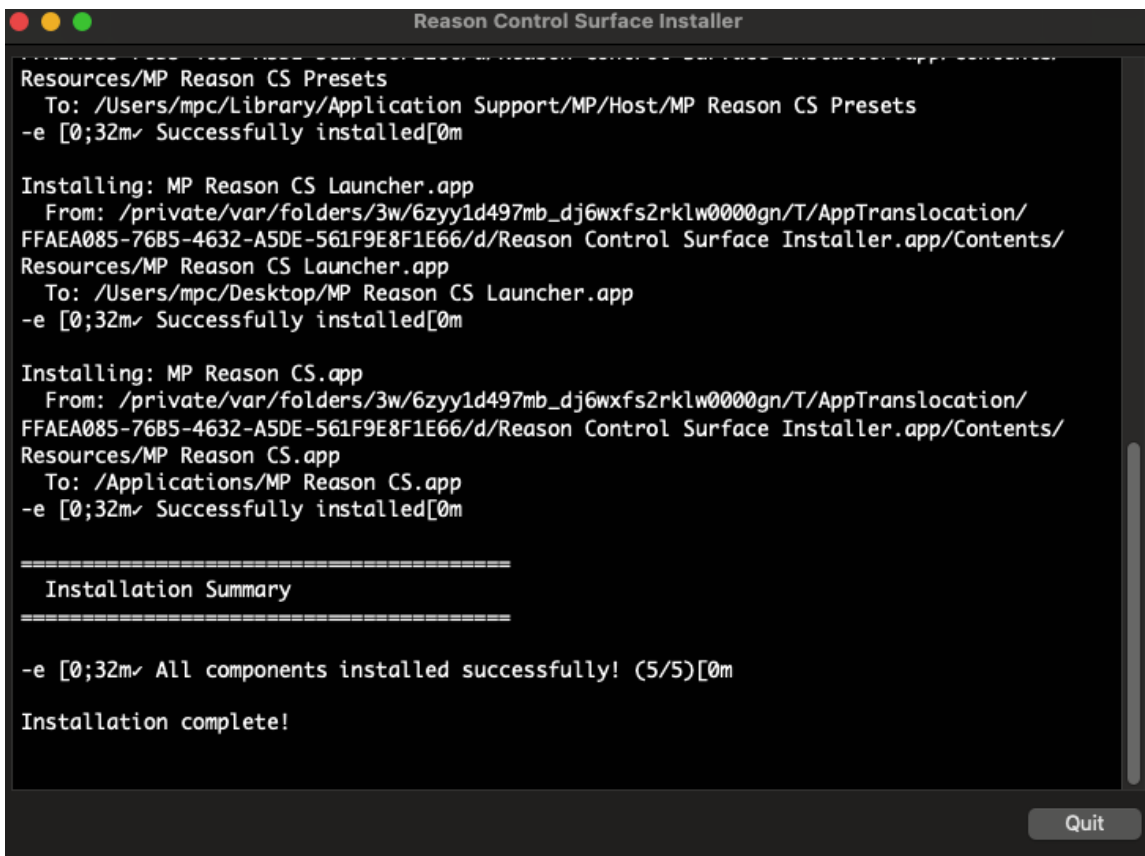 Reason Control Surface Installer
Resources/MP Reason CS Presets
To: /Users/mpc/Library/Application Support/MP/Host/MP Reason CS Presets
-e [0;32m✓ Successfully installed[0m
Installing: MP Reason CS Launcher.app
From: /private/var/folders/3w/6zyy1d497mb_dj6wxfs2rklw0000gn/T/AppTranslocation/
FFAEA085-76B5-4632-A5DE-561F9E8F1E66/d/Reason Control Surface Installer.app/Contents/
Resources/MP Reason CS Launcher.app
To: /Users/mpc/Desktop/MP Reason CS Launcher.app
-e [0;32m✓ Successfully installed[0m
Installing: MP Reason CS.app
From: /private/var/folders/3w/6zyy1d497mb_dj6wxfs2rklw0000gn/T/AppTranslocation/
FFAEA085-76B5-4632-A5DE-561F9E8F1E66/d/Reason Control Surface Installer.app/Contents/
Resources/MP Reason CS.app
To: /Applications/MP Reason CS.app
-e [0;32m✓ Successfully installed[0m
========================================
Installation Summary
========================================
-e [0;32m✓ All components installed successfully! (5/5)[0m
Installation complete!
Quit